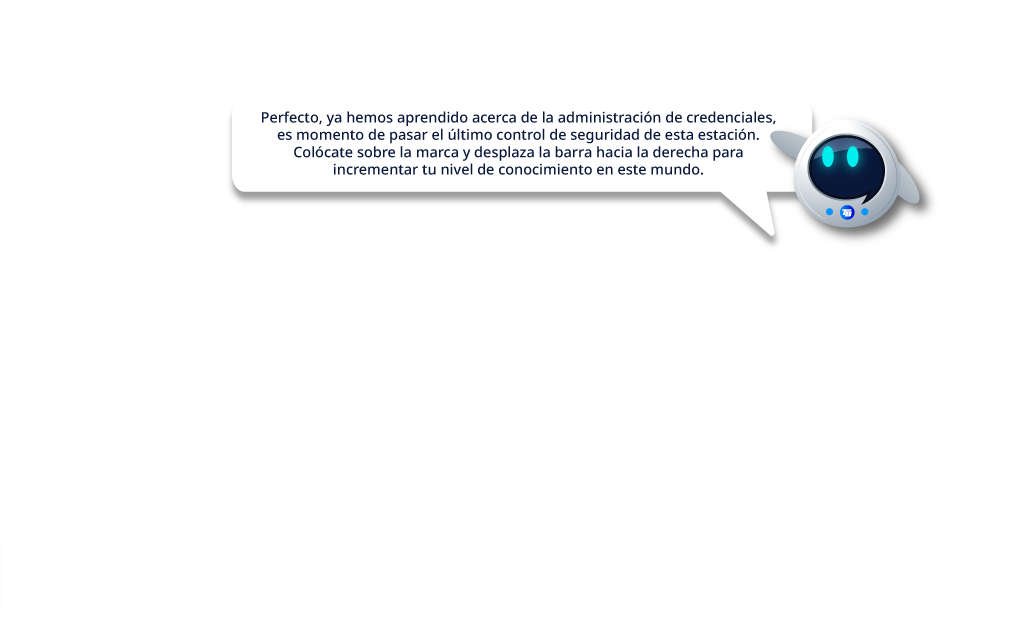 Perfecto, ya hemos aprendido acerca de la administración de credenciales,
es momento de pasar el último control de seguridad de esta estación.
Colócate sobre la marca y desplaza la barra hacia la derecha para
incrementar tu nivel de conocimiento en este mundo.